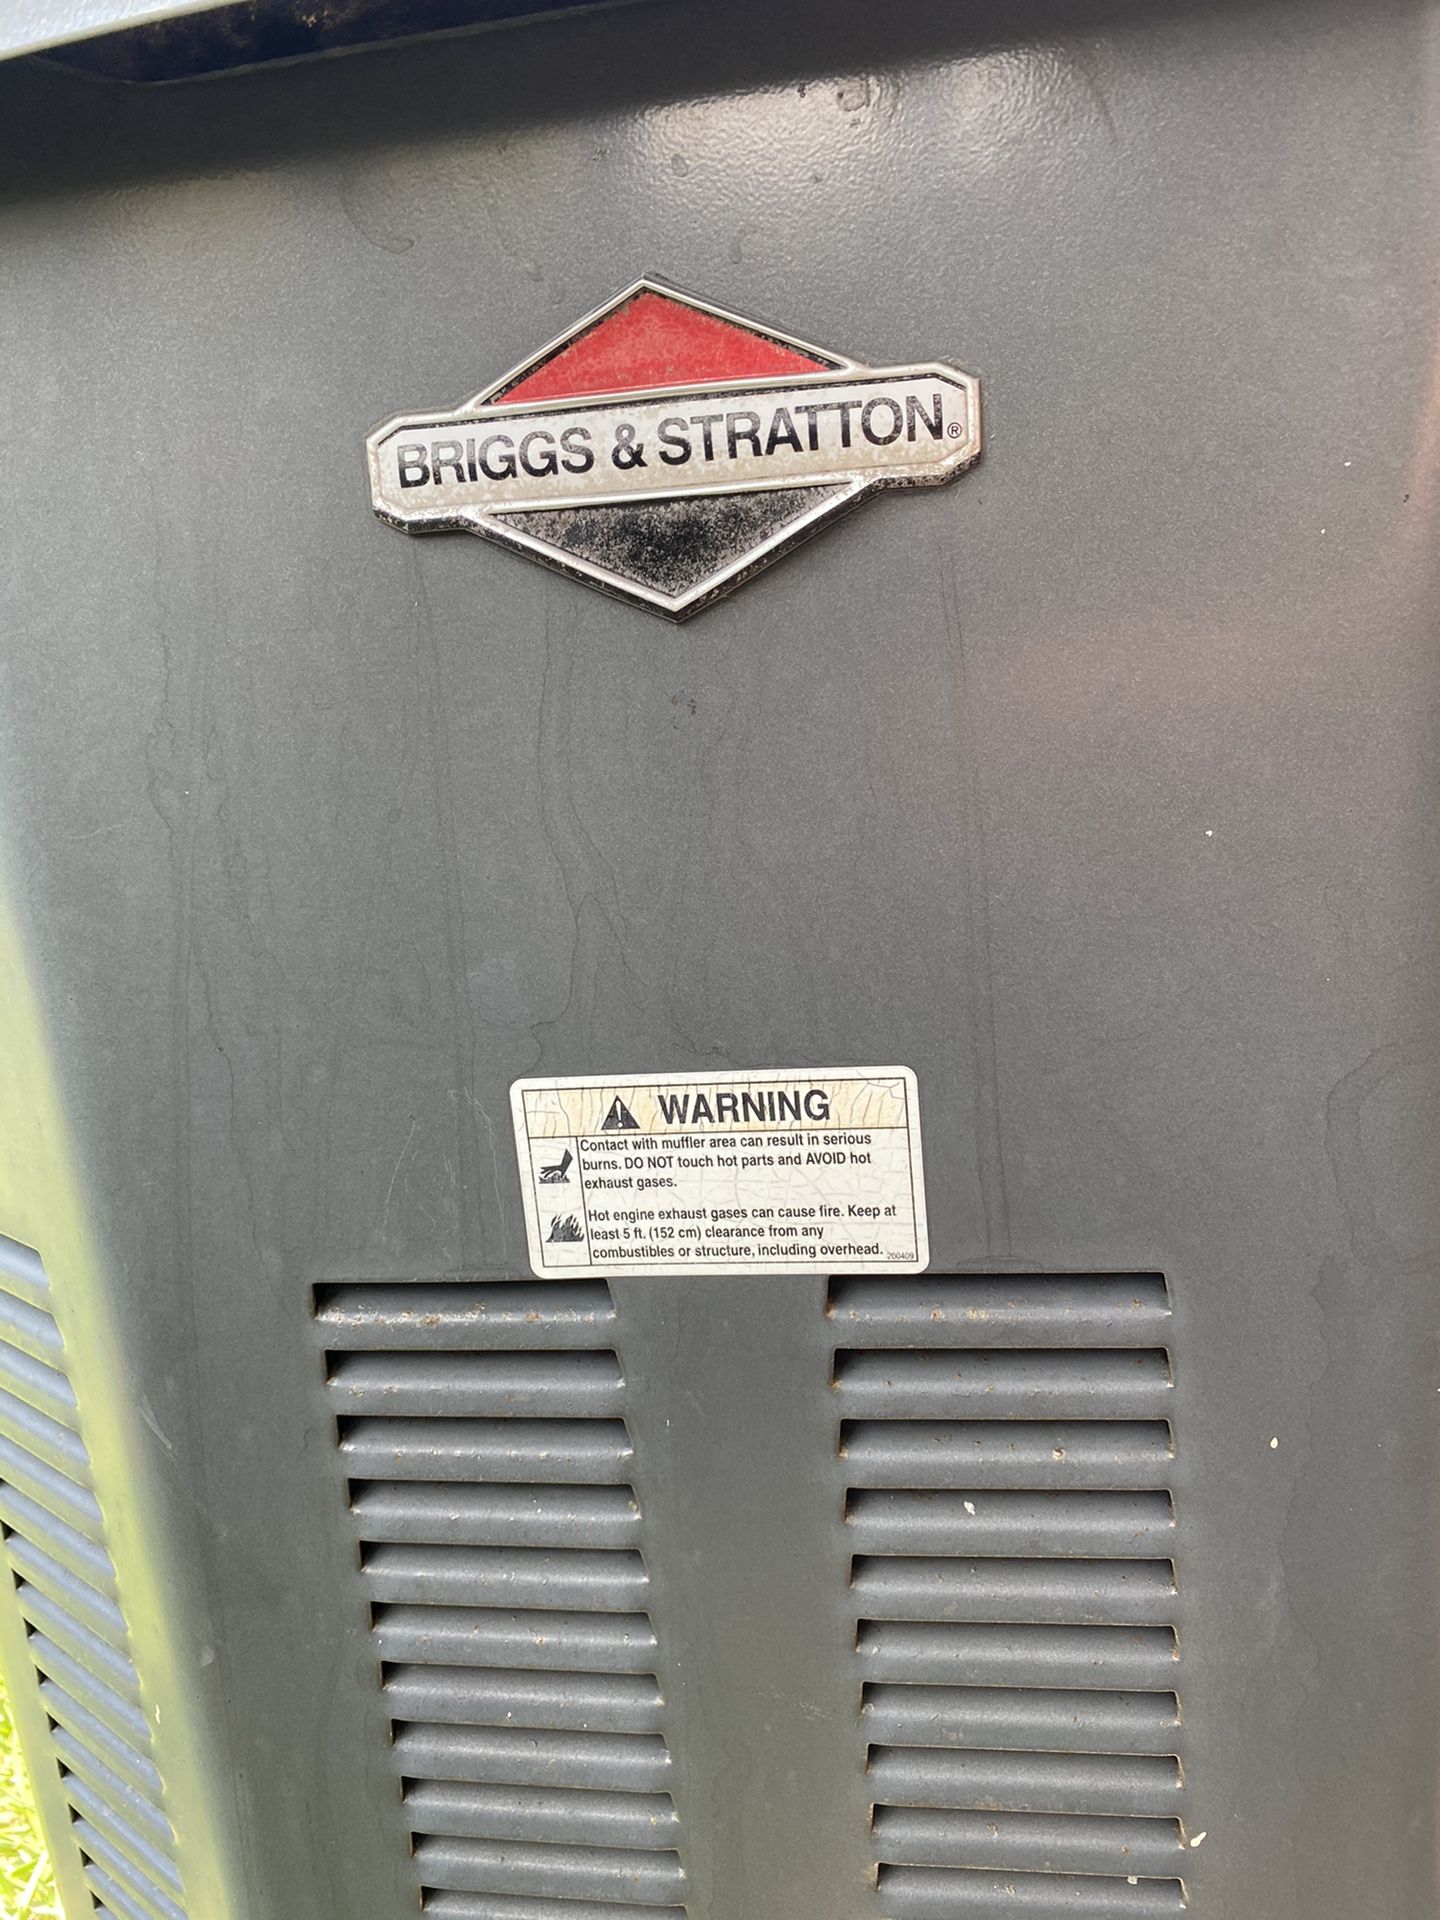 BRIGGS & STRATTON®
WARNING
Contact with muffler area can result in serious
burns. DO NOT touch hot parts and AVOID hot
exhaust gases.
Hot engine exhaust gases can cause fire. Keep at
least 5 ft. (152 cm) clearance from any
combustibles or structure, including overhead. 200409